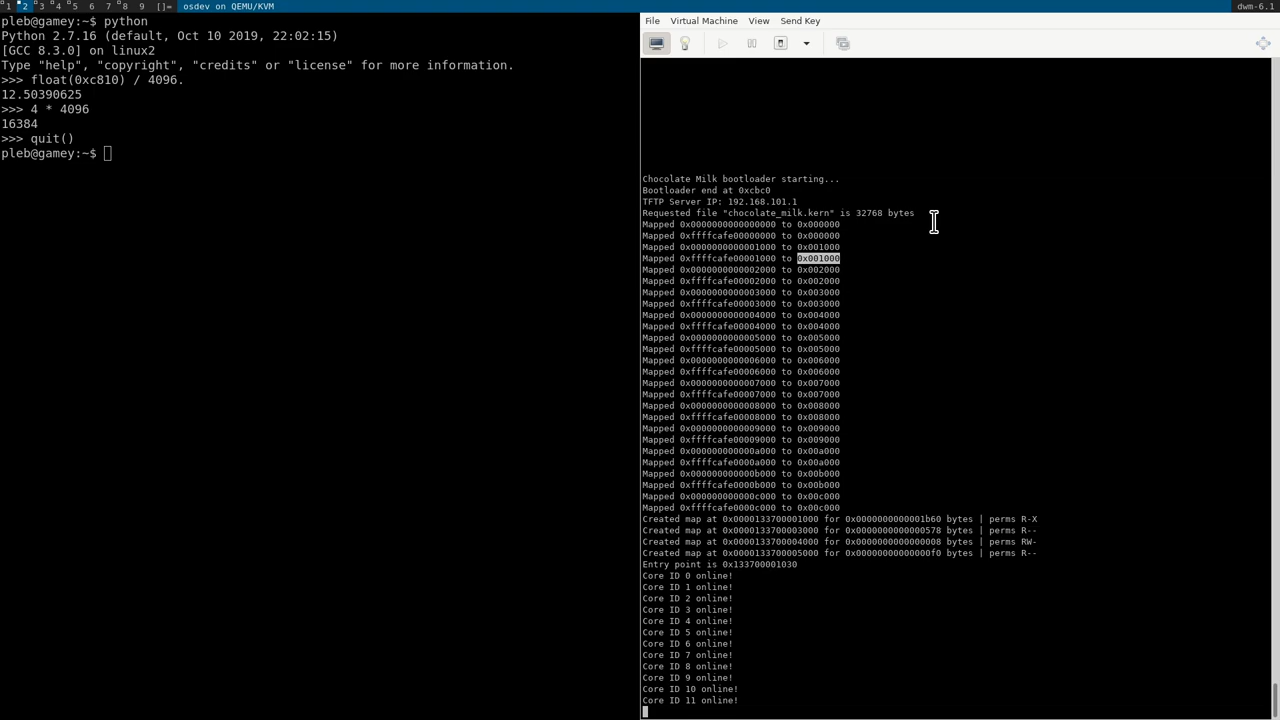 1 2 3 4 5 6 7 8 9 []= osdev on QEMU/KVM dwm-6.1
pleb@gamey:~$ python
Python 2.7.16 (default, Oct 10 2019, 22:02:15)
[GCC 8.3.0] on linux2
Type "help", "copyright", "credits" or "license" for more information.
>>> float(0xc810) / 4096.
12.50390625
>>> 4 * 4096
16384
>>> quit()
pleb@gamey:~$
File Virtual Machine View Send Key
Chocolate Milk bootloader starting...
Bootloader end at 0xcbc0
TFTP Server IP: 192.168.101.1
Requested file "chocolate_milk.kern" is 32768 bytes
Mapped 0x0000000000000000 to 0x000000
Mapped 0xffffcafe00000000 to 0x000000
Mapped 0x0000000000001000 to 0x001000
Mapped 0xffffcafe00001000 to 0x001000
Mapped 0x0000000000002000 to 0x002000
Mapped 0xffffcafe00002000 to 0x002000
Mapped 0x0000000000003000 to 0x003000
Mapped 0xffffcafe00003000 to 0x003000
Mapped 0x0000000000004000 to 0x004000
Mapped 0xffffcafe00004000 to 0x004000
Mapped 0x0000000000005000 to 0x005000
Mapped 0xffffcafe00005000 to 0x005000
Mapped 0x0000000000006000 to 0x006000
Mapped 0xffffcafe00006000 to 0x006000
Mapped 0x0000000000007000 to 0x007000
Mapped 0xffffcafe00007000 to 0x007000
Mapped 0x0000000000008000 to 0x008000
Mapped 0xffffcafe00008000 to 0x008000
Mapped 0x0000000000009000 to 0x009000
Mapped 0xffffcafe00009000 to 0x009000
Mapped 0x000000000000a000 to 0x00a000
Mapped 0xffffcafe0000a000 to 0x00a000
Mapped 0x000000000000b000 to 0x00b000
Mapped 0xffffcafe0000b000 to 0x00b000
Mapped 0x000000000000c000 to 0x00c000
Mapped 0xffffcafe0000c000 to 0x00c000
Created map at 0x0000133700001000 for 0x0000000000001b60 bytes | perms R-X
Created map at 0x0000133700003000 for 0x0000000000000578 bytes | perms R--
Created map at 0x0000133700004000 for 0x0000000000000008 bytes | perms RW-
Created map at 0x0000133700005000 for 0x00000000000000f0 bytes | perms R--
Entry point is 0x133700001030
Core ID 0 online!
Core ID 1 online!
Core ID 2 online!
Core ID 3 online!
Core ID 4 online!
Core ID 5 online!
Core ID 6 online!
Core ID 7 online!
Core ID 8 online!
Core ID 9 online!
Core ID 10 online!
Core ID 11 online!